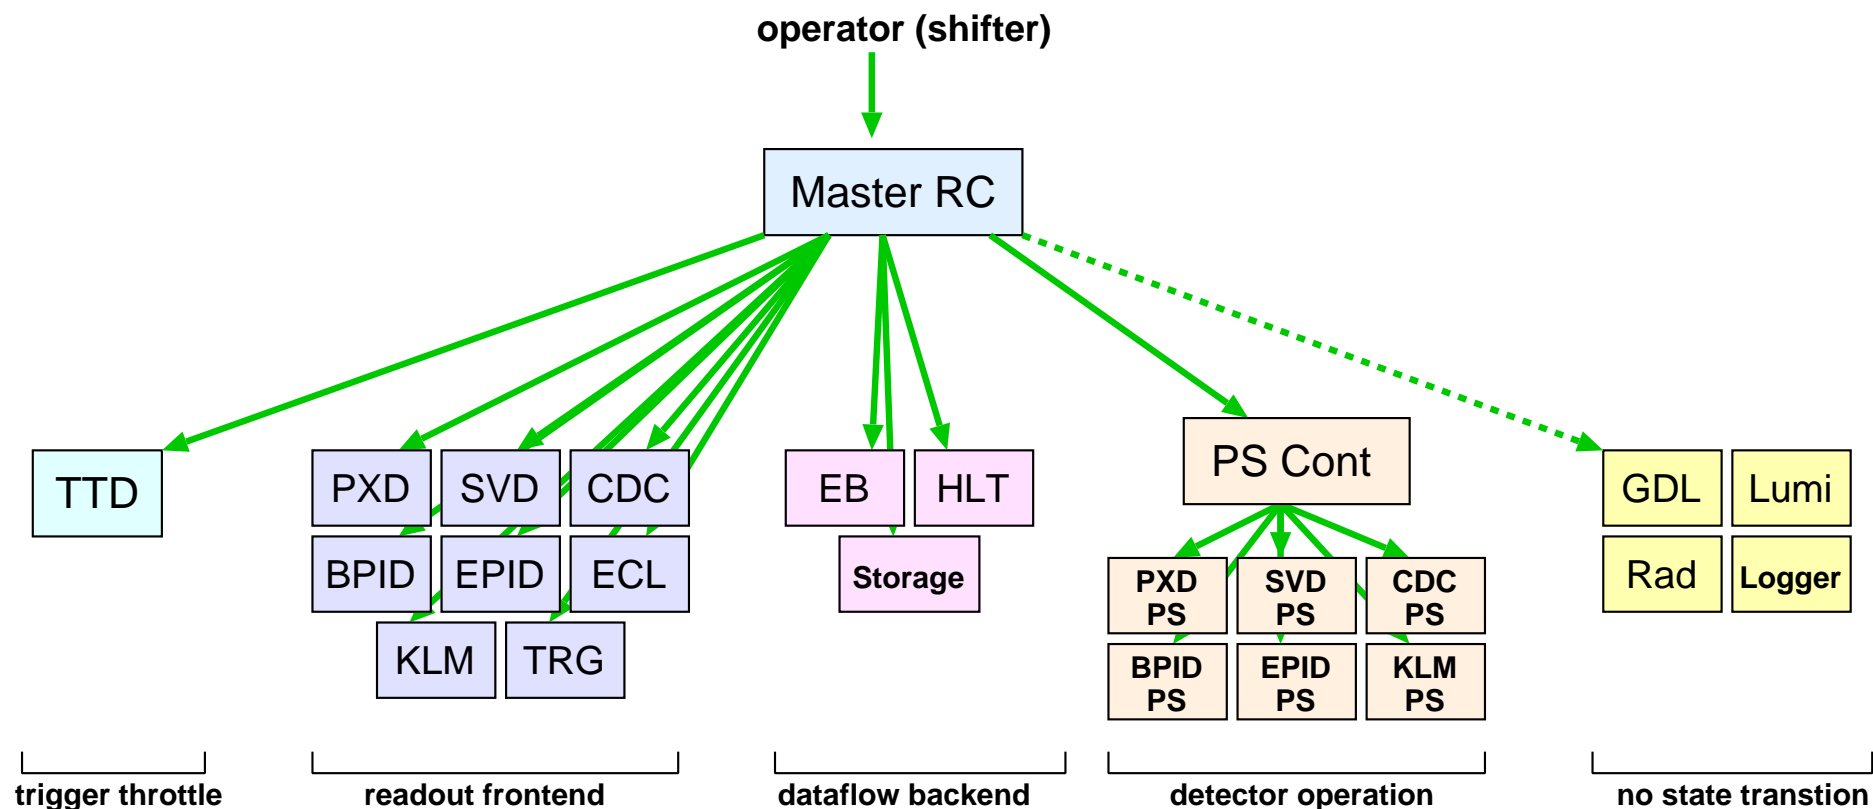 operator (shifter)
Master RC
PS Cont
TTD
PXD SVD CDC
EB HLT
GDL Lumi
BPID EPID ECL
Storage
PXD PS
SVD PS
CDC PS
Rad Logger
KLM TRG
BPID PS
EPID PS
KLM PS
trigger throttle
readout frontend
dataflow backend
detector operation
no state transtion